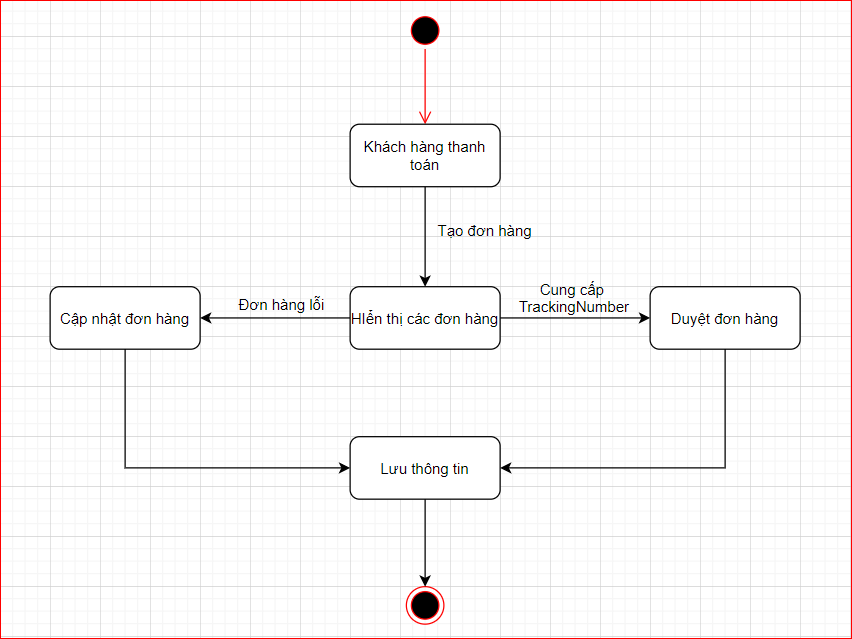 Khách hàng thanh
toán
Tạo đơn hàng
Cung cấp
TrackingNumber
Đơn hàng lỗi
Cập nhật đơn hàng
HIển thị các đơn hàng
Duyệt đơn hàng
Lưu thông tin